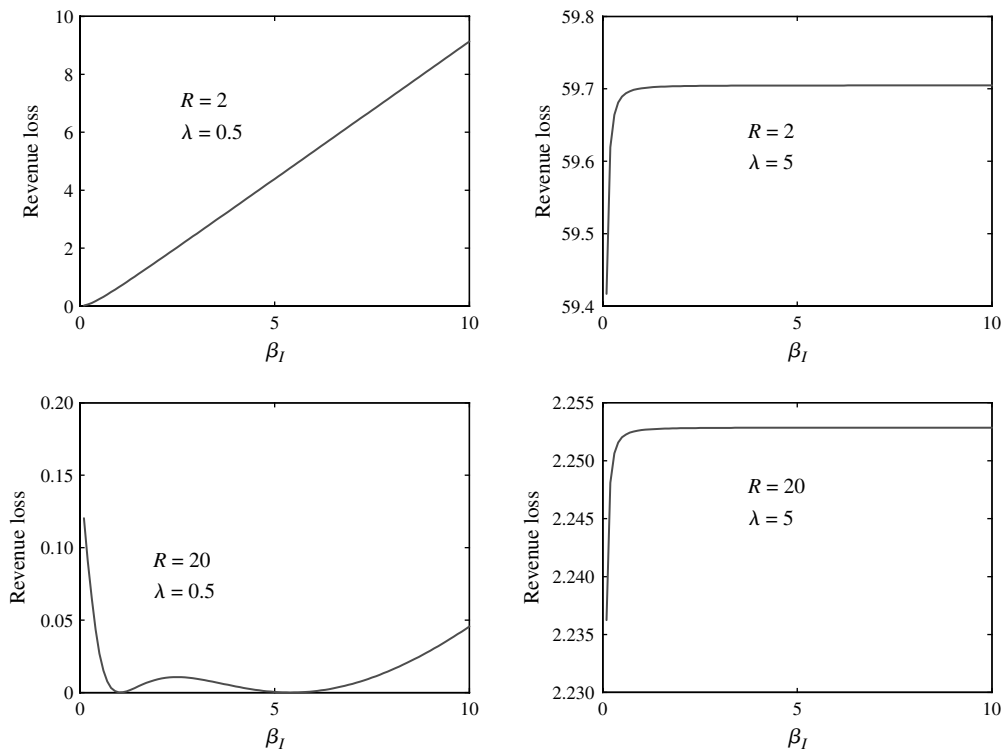 10
8
6
4
2
0
Revenue loss
R = 2
λ = 0.5
0
5
10
β_I
59.8
59.7
59.6
59.5
59.4
Revenue loss
R = 2
λ = 5
0
5
10
β_I
0.20
0.15
0.10
0.05
0
Revenue loss
R = 20
λ = 0.5
0
5
10
β_I
2.255
2.250
2.245
2.240
2.235
2.230
Revenue loss
R = 20
λ = 5
0
5
10
β_I